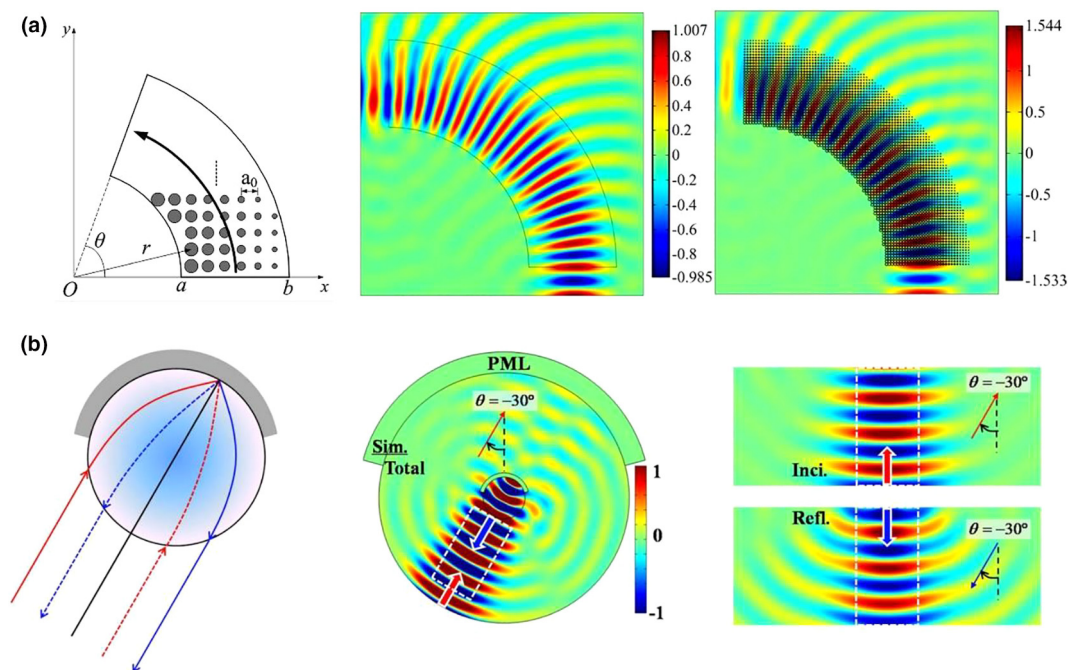 (a)
y
a₀
θ
r
O
a
b
x
1.007
0.8
0.6
0.4
0.2
0
-0.2
-0.4
-0.6
-0.8
-0.985
1.544
1
0.5
0
-0.5
-1
-1.533
(b)
PML
θ = −30°
Sim.
Total
1
0
-1
θ = −30°
Inci.
Refl.
θ = −30°